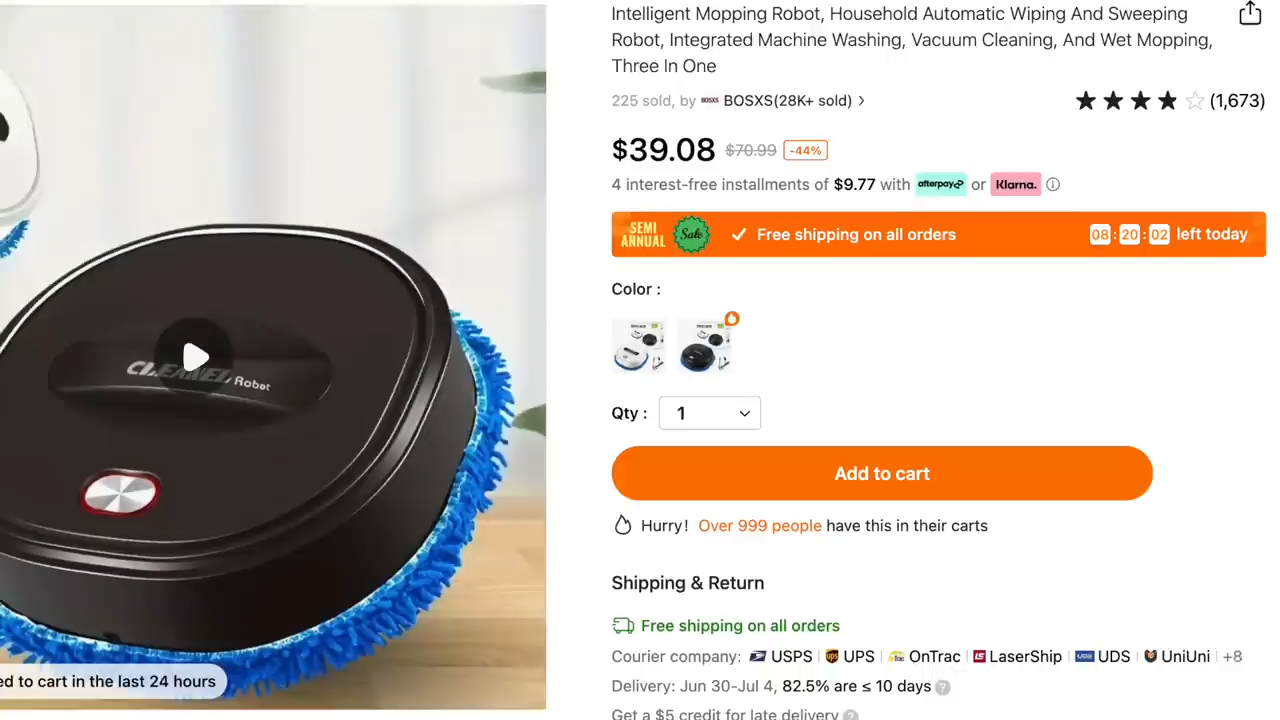 Intelligent Mopping Robot, Household Automatic Wiping And Sweeping
Robot, Integrated Machine Washing, Vacuum Cleaning, And Wet Mopping,
Three In One
225 sold, by BOSXS BOSXS(28K+ sold) >
(1,673)
$39.08 $70.99 -44%
4 interest-free installments of $9.77 with afterpay or Klarna.
SEMI
ANNUAL
Sale
Free shipping on all orders
08 : 20 : 02 left today
Color :
CLEANED Robot
Qty : 1
Add to cart
Hurry! Over 999 people have this in their carts
Shipping & Return
Free shipping on all orders
Courier company: USPS UPS OnTrac LaserShip UDS UniUni +8
ed to cart in the last 24 hours
Delivery: Jun 30-Jul 4, 82.5% are ≤ 10 days ?
Get a $5 credit for late delivery ?